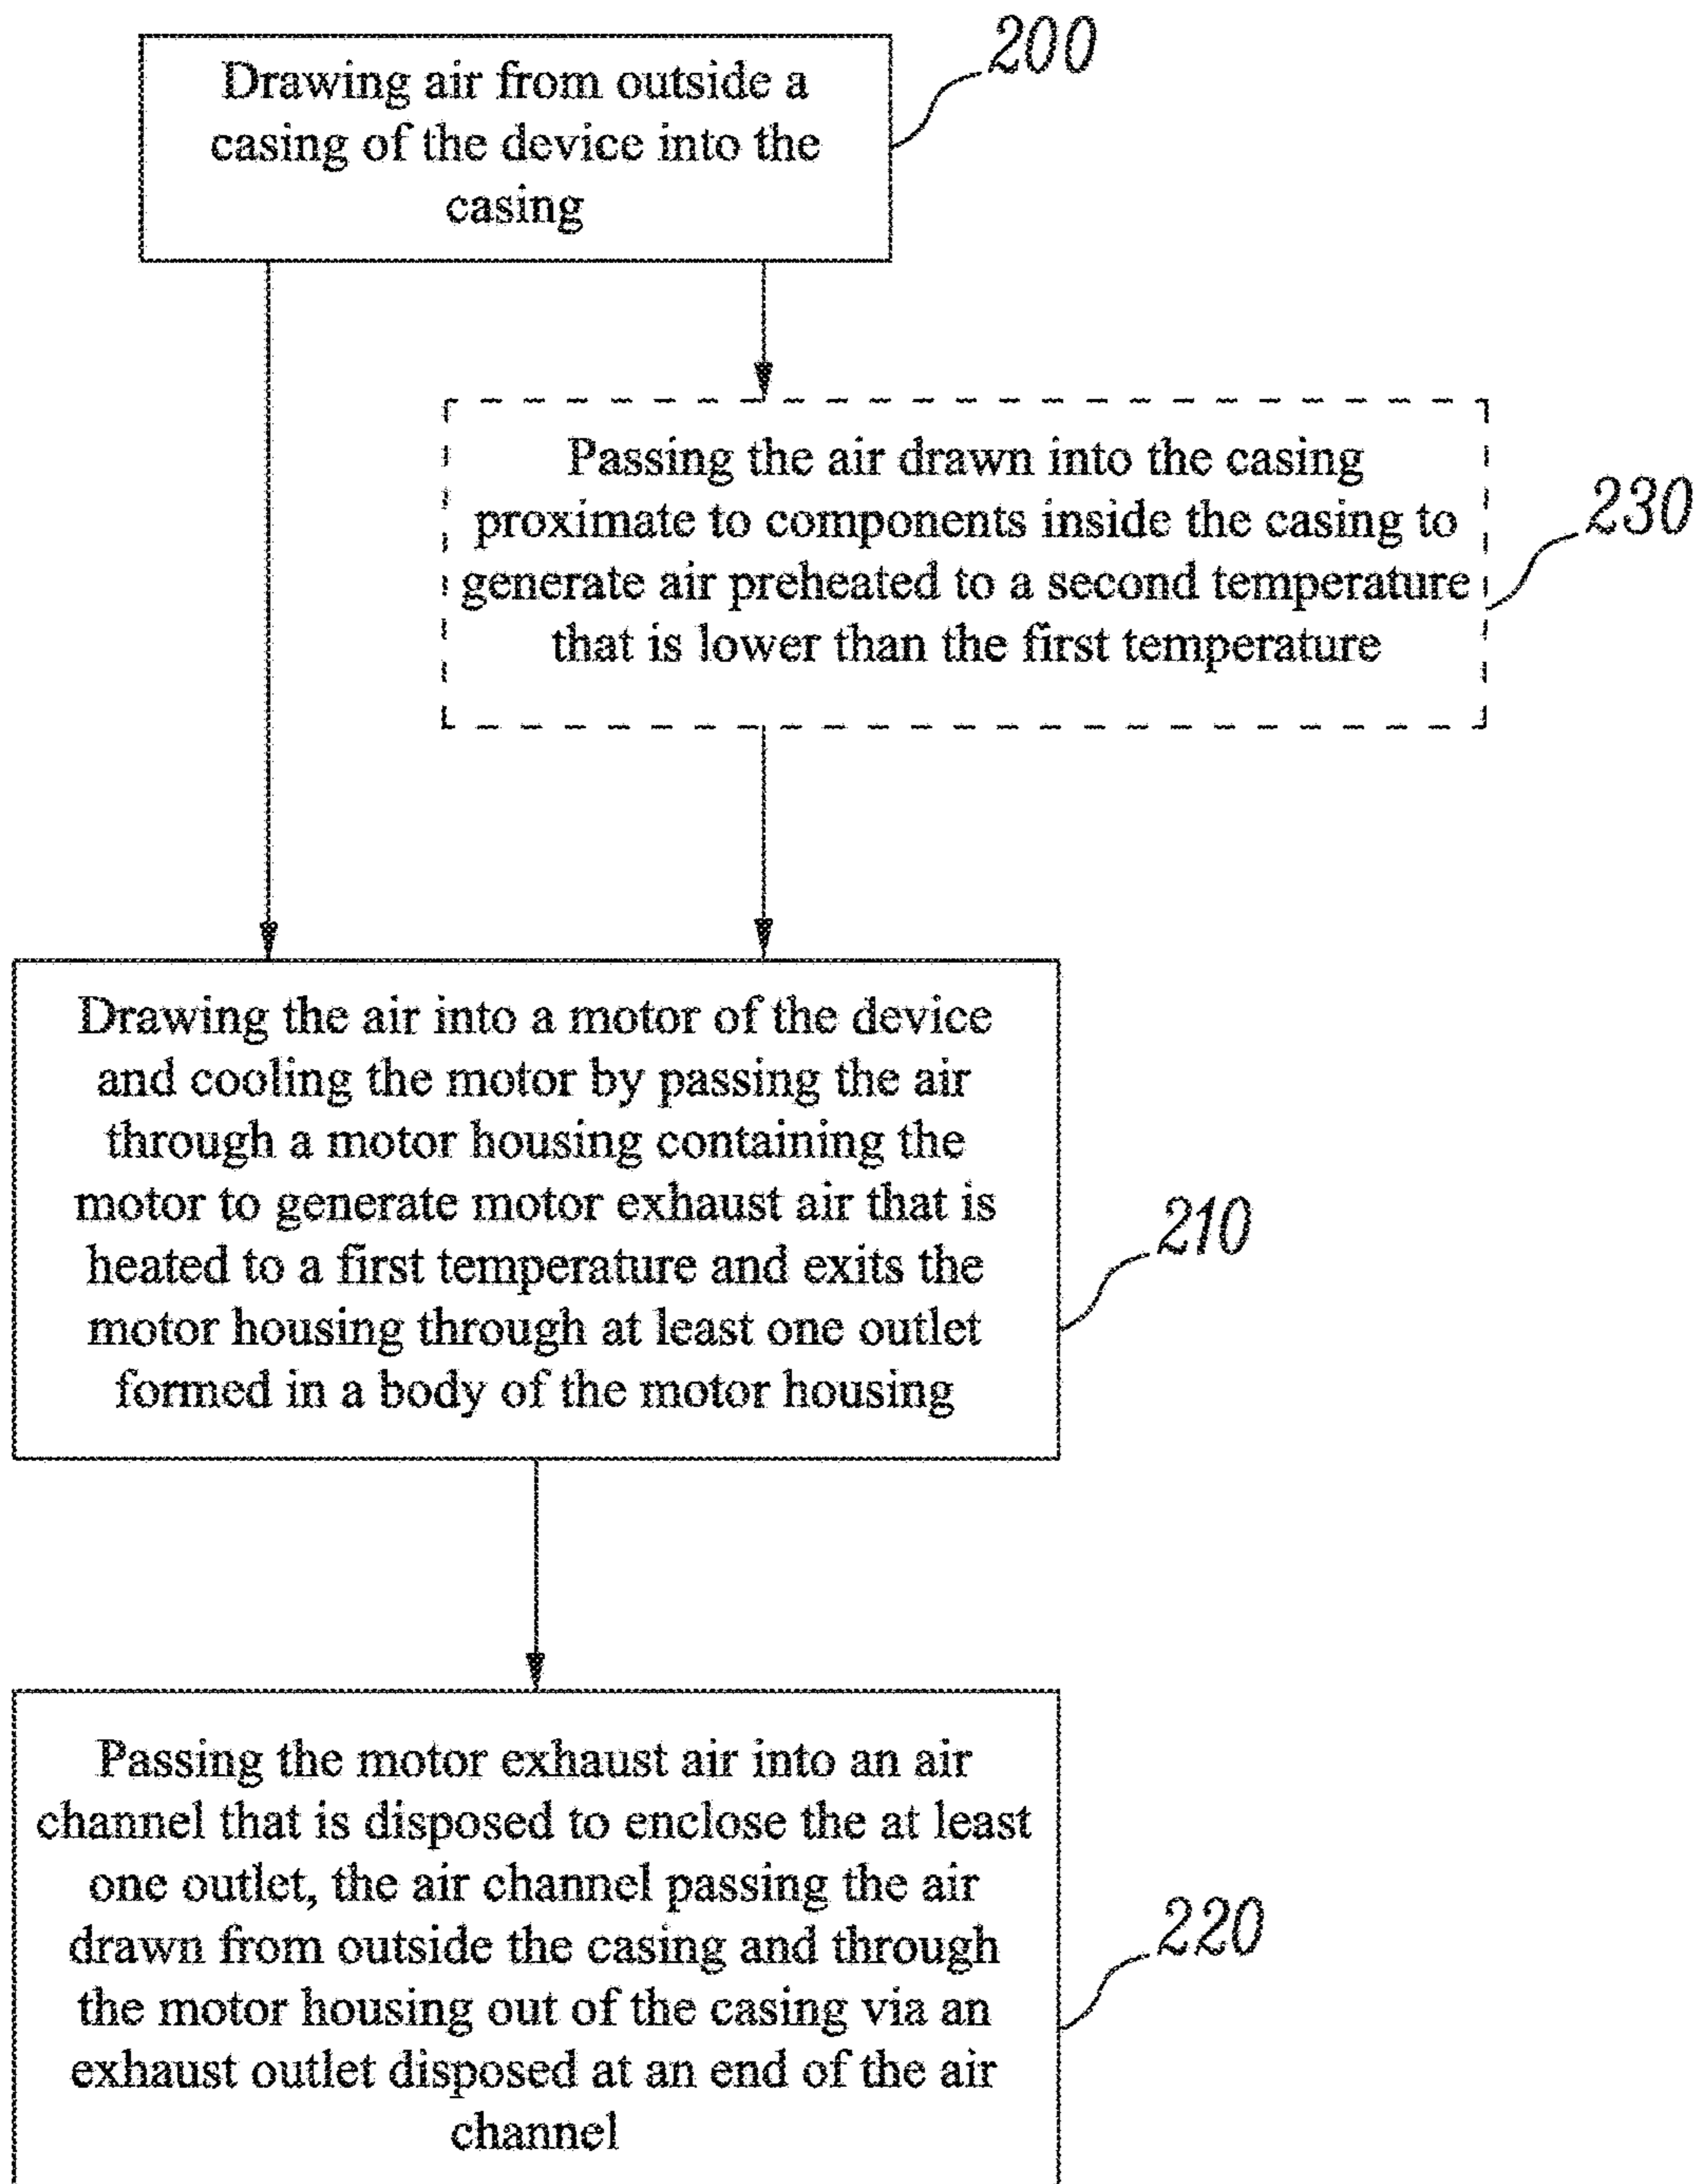 200
Drawing air from outside a
casing of the device into the
casing
Passing the air drawn into the casing
proximate to components inside the casing to
generate air preheated to a second temperature
that is lower than the first temperature
230
Drawing the air into a motor of the device
and cooling the motor by passing the air
through a motor housing containing the
motor to generate motor exhaust air that is
heated to a first temperature and exits the
motor housing through at least one outlet
formed in a body of the motor housing
210
Passing the motor exhaust air into an air
channel that is disposed to enclose the at least
one outlet, the air channel passing the air
drawn from outside the casing and through
the motor housing out of the casing via an
exhaust outlet disposed at an end of the air
channel
220